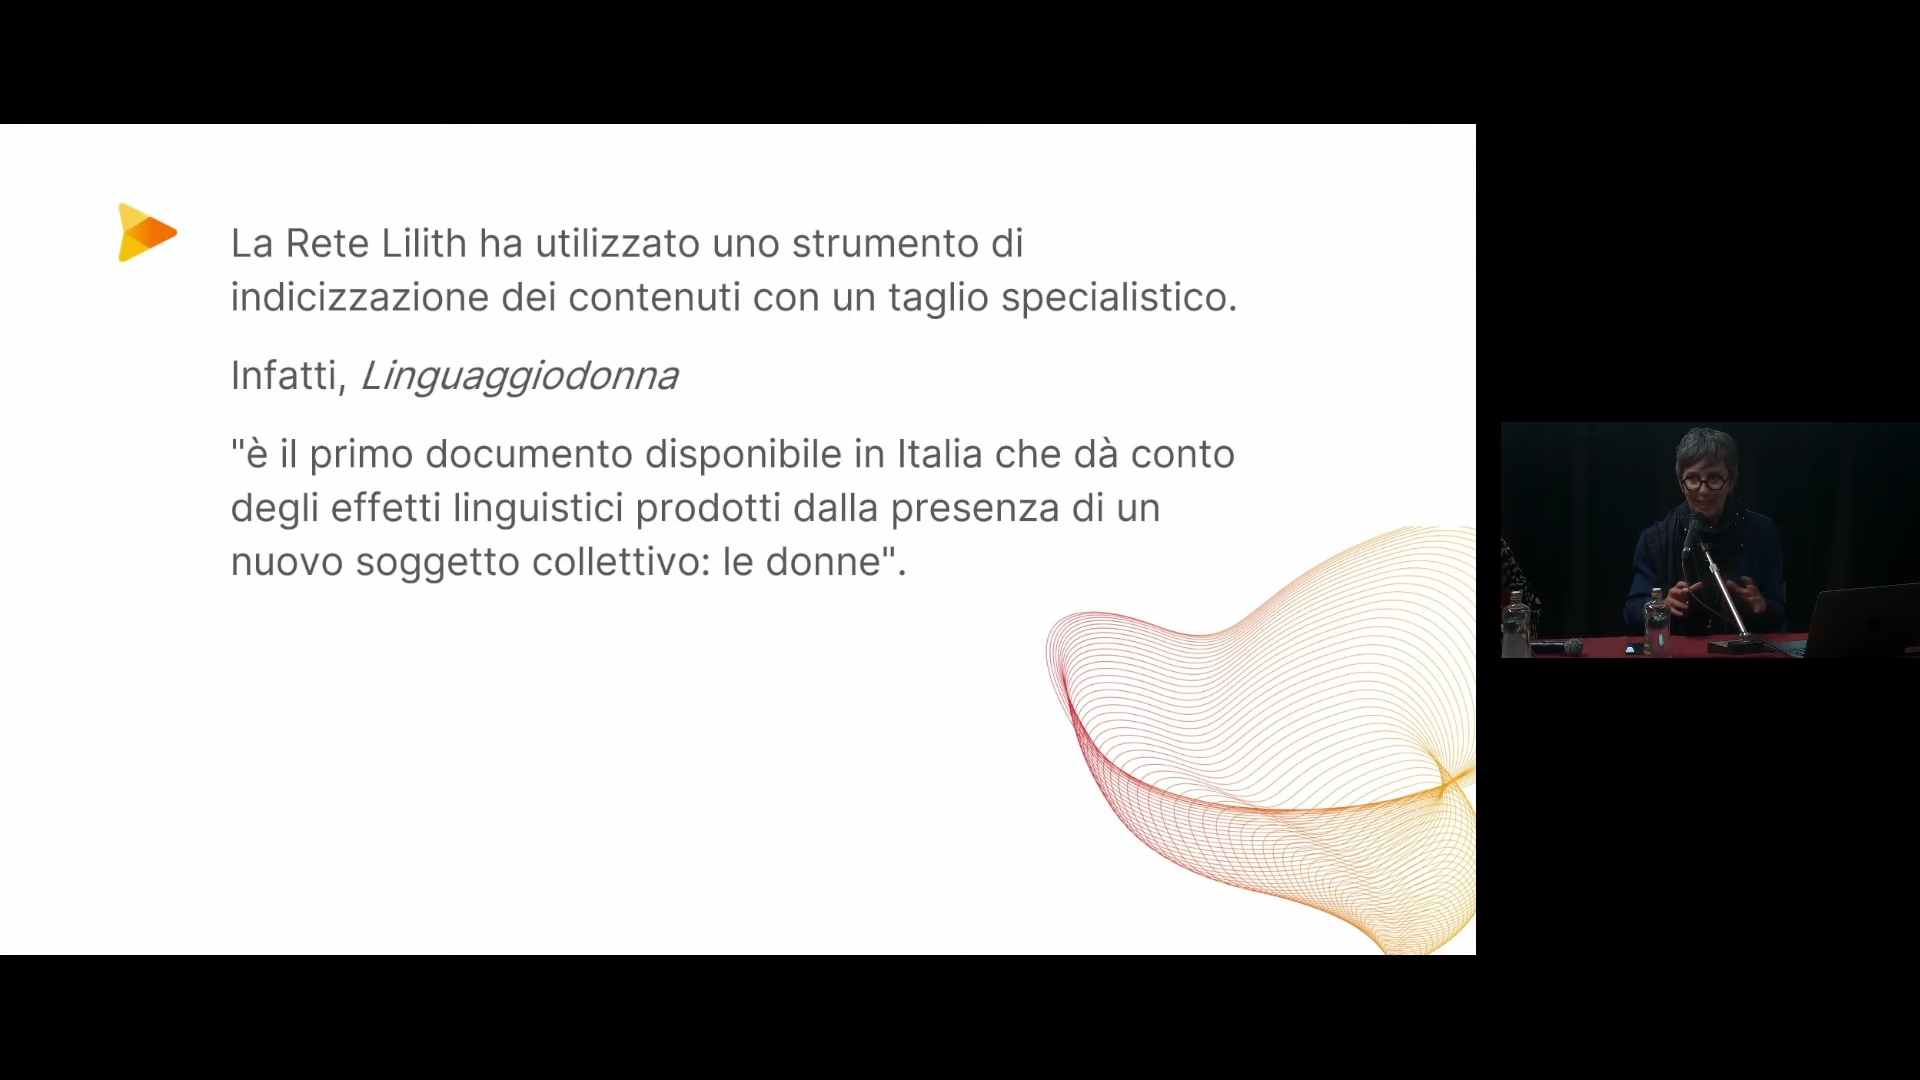 La Rete Lilith ha utilizzato uno strumento di
indicizzazione dei contenuti con un taglio specialistico.
Infatti, Linguaggiodonna
"è il primo documento disponibile in Italia che dà conto
degli effetti linguistici prodotti dalla presenza di un
nuovo soggetto collettivo: le donne".